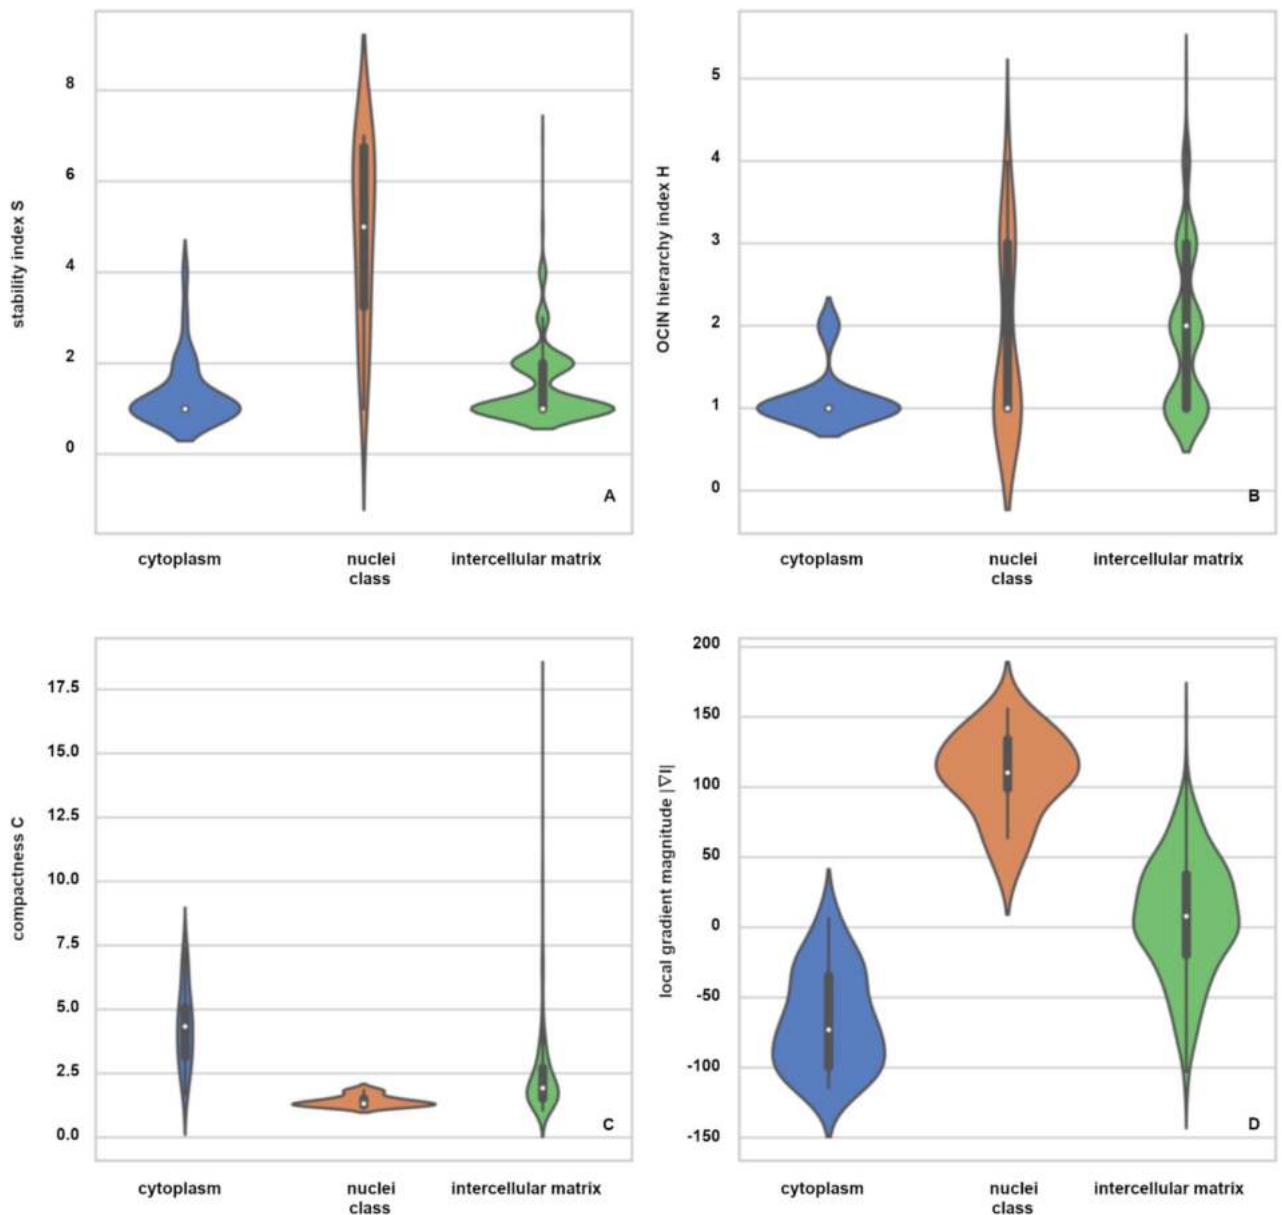 8
6
4
2
0
stability index S
A
cytoplasm
nuclei
class
intercellular matrix
5
4
3
2
1
0
OCIN hierarchy index H
B
cytoplasm
nuclei
class
intercellular matrix
17.5
15.0
12.5
10.0
7.5
5.0
2.5
0.0
compactness C
C
cytoplasm
nuclei
class
intercellular matrix
200
150
100
50
0
-50
-100
-150
local gradient magnitude |∇I|
D
cytoplasm
nuclei
class
intercellular matrix